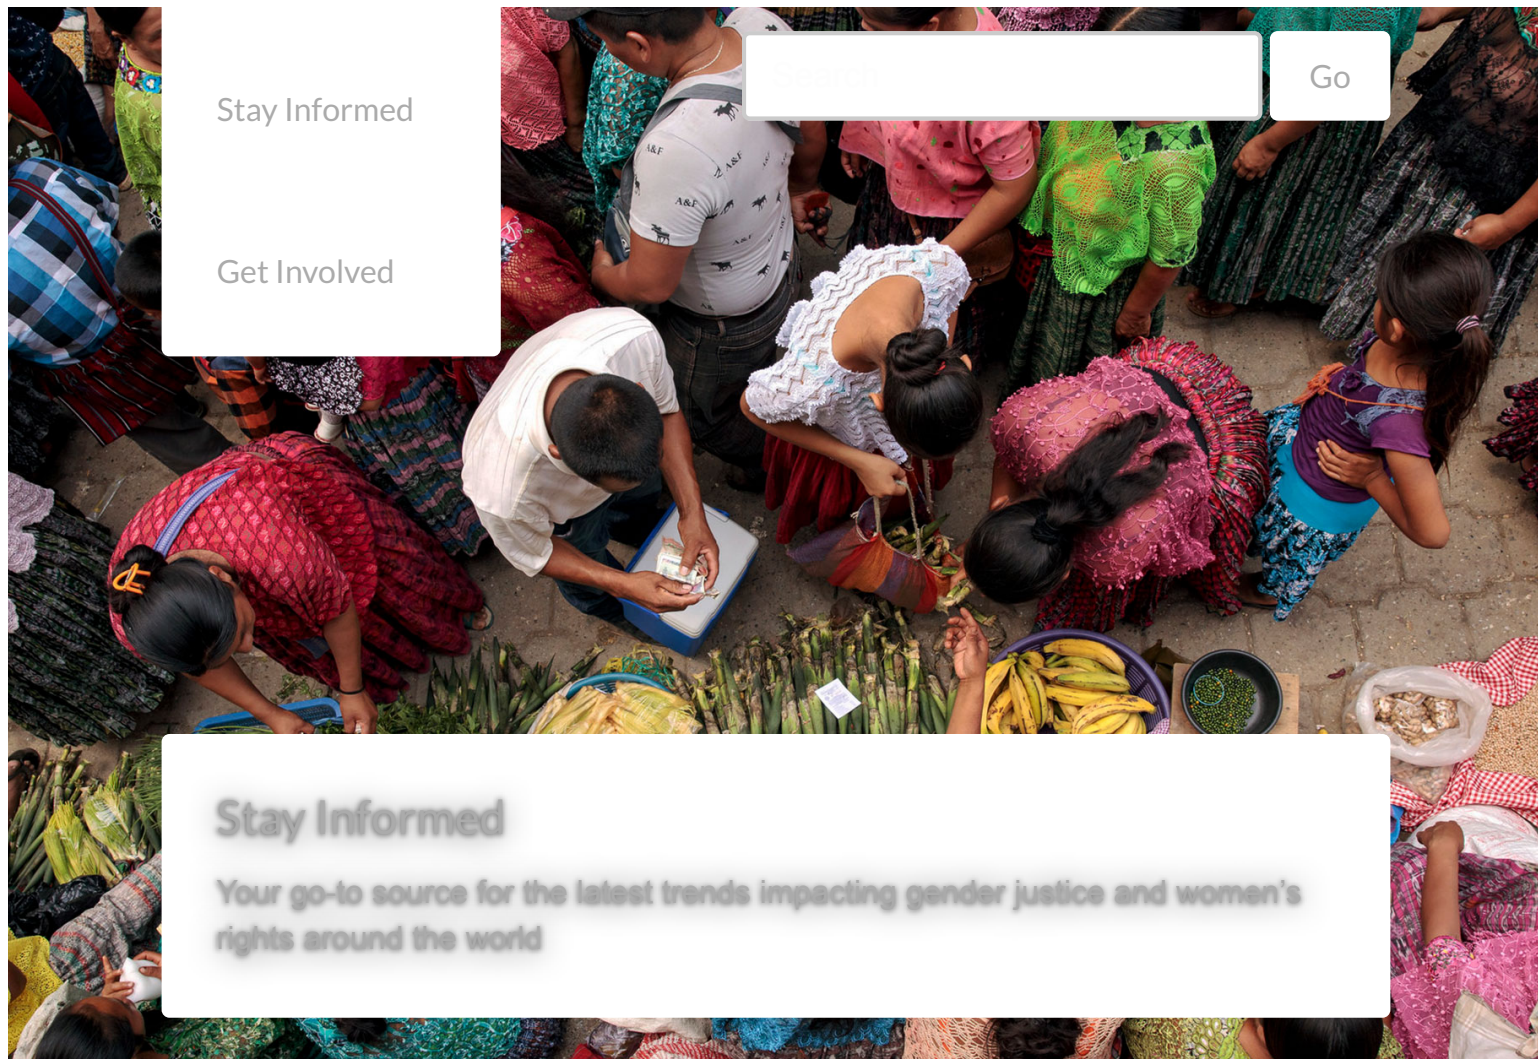 Stay Informed
Go
Get Involved
A&F
A&F
A&F
A&F
Stay Informed
Your go-to source for the latest trends impacting gender justice and women's
rights around the world